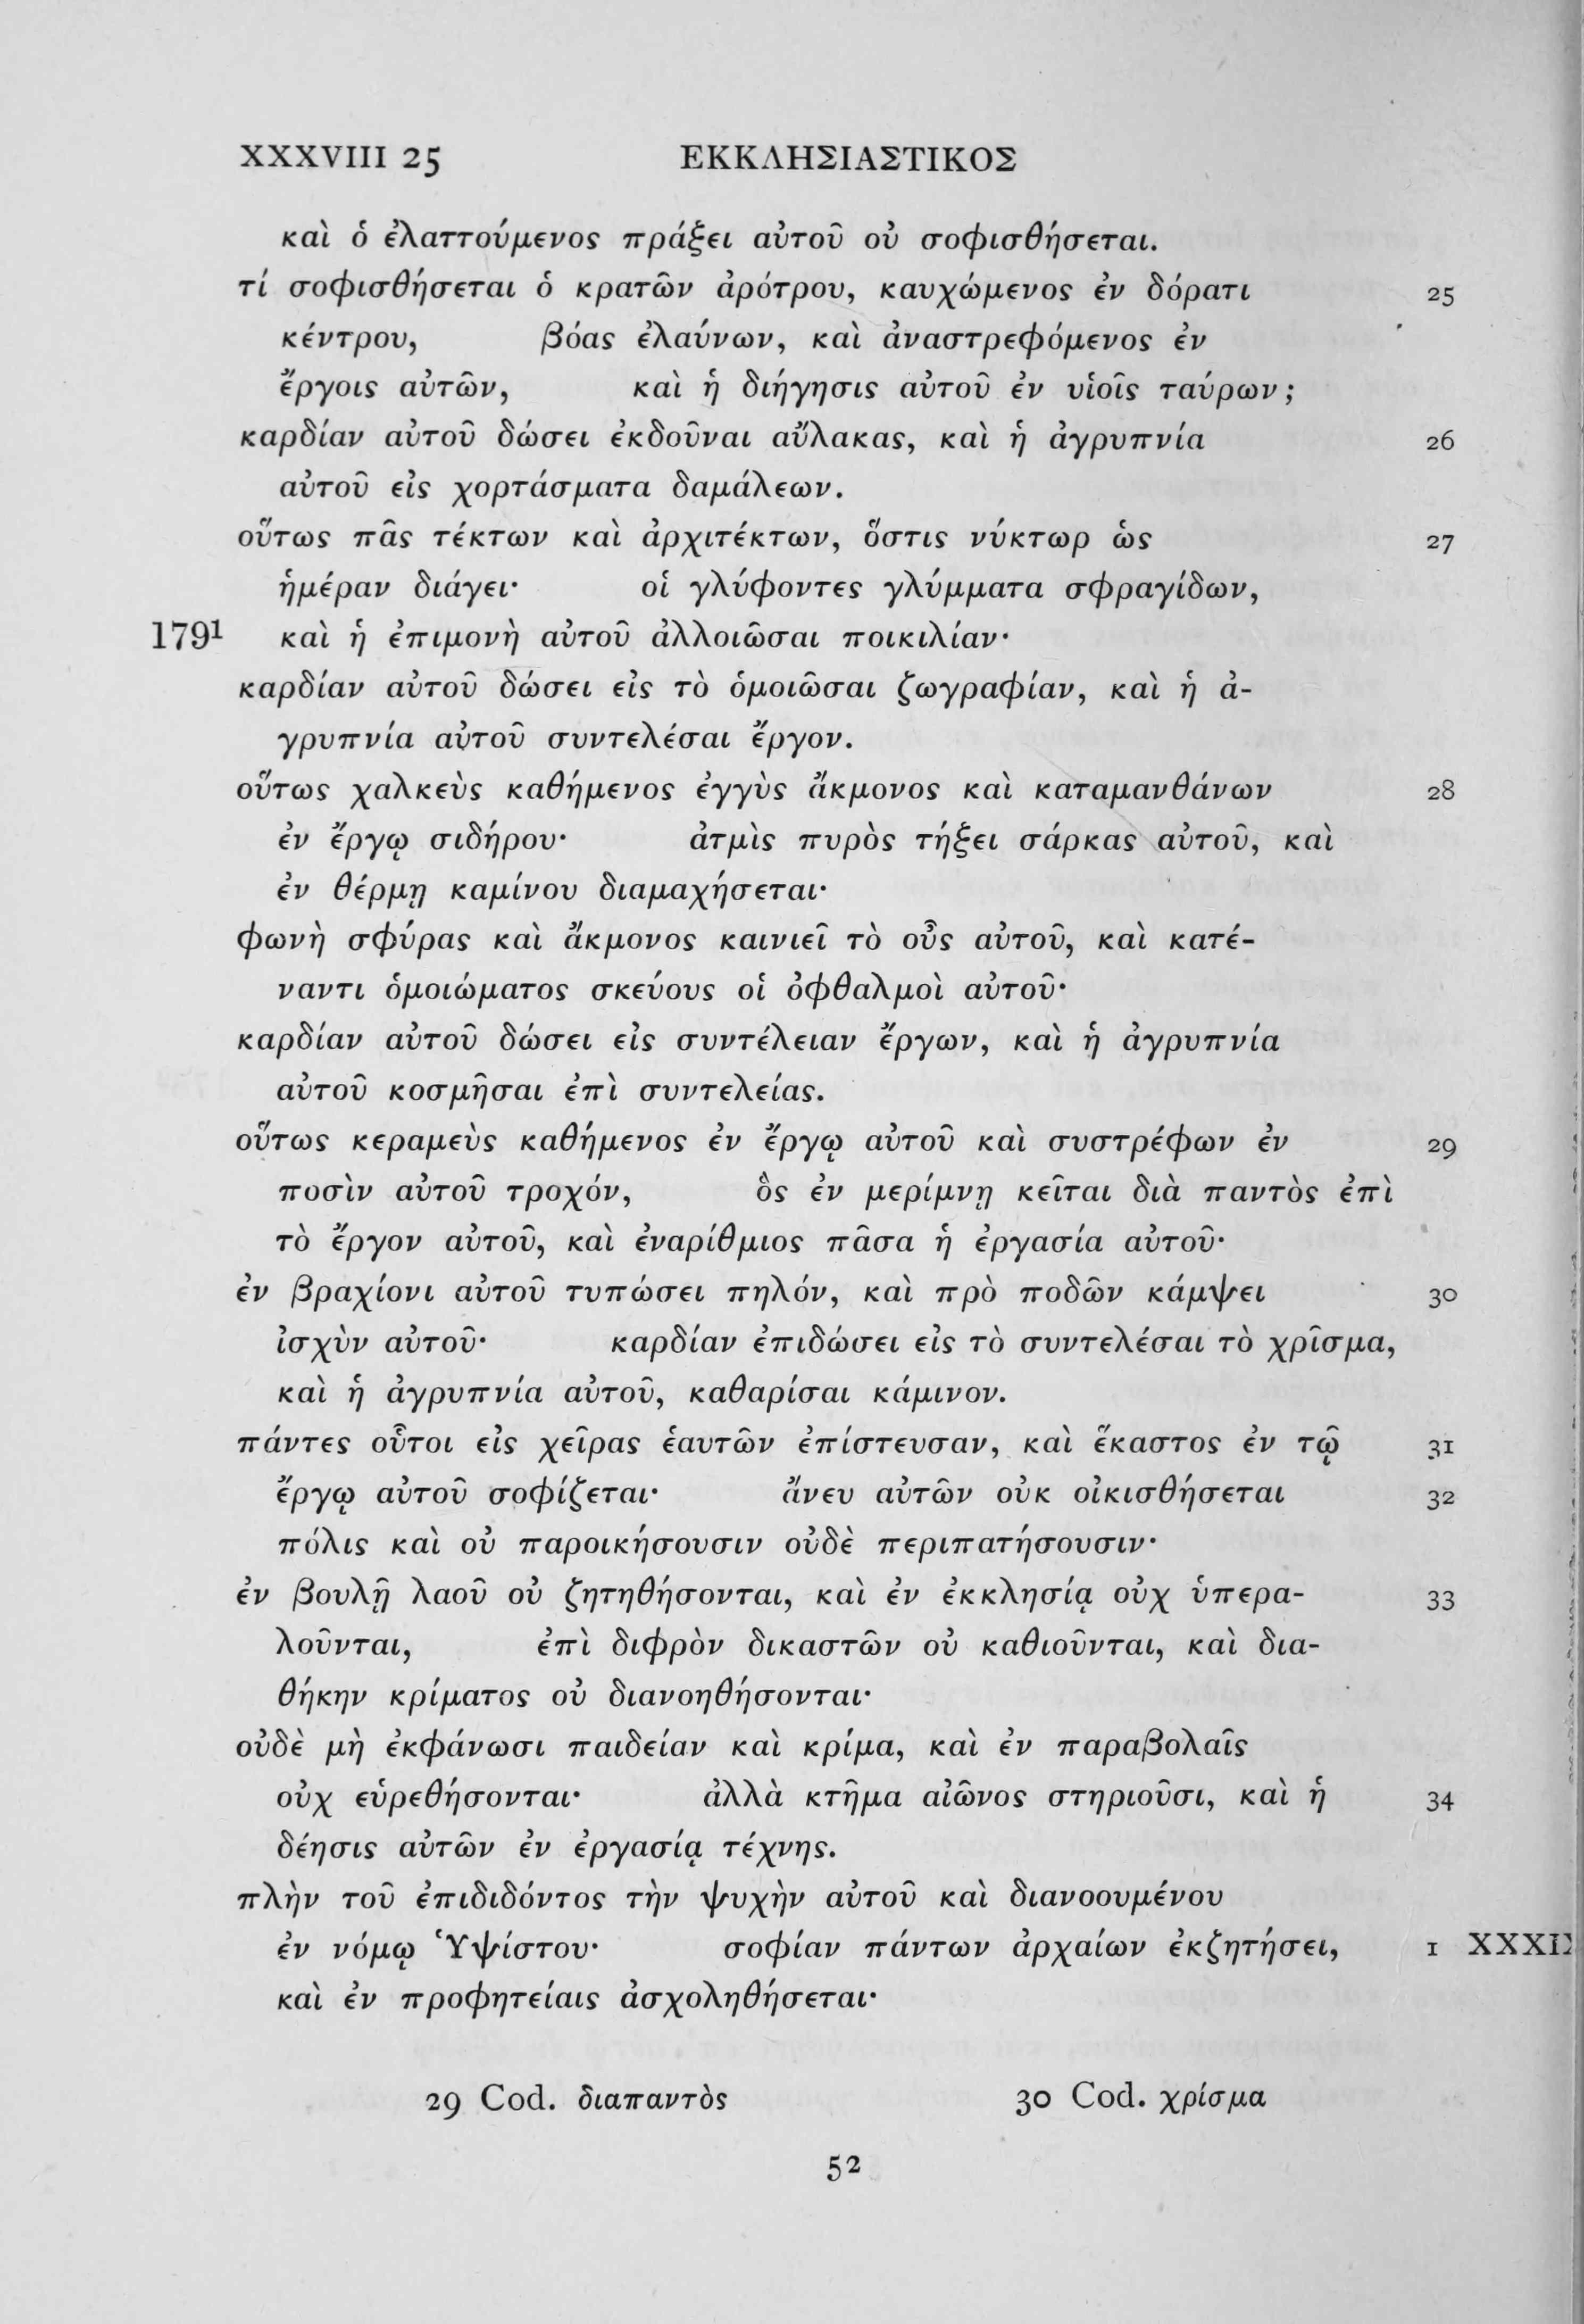 XXXVIII 25 ΕΚΚΛΗΣΙΑΣΤΙΚΟΣ
καὶ ὁ ἐλαττούμενος πράξει αὐτοῦ οὐ σοφισθήσεται.
τί σοφισθήσεται ὁ κρατῶν ἀρότρου, καυχώμενος ἐν δόρατι 25
κέντρου, βόας ἐλαύνων, καὶ ἀναστρεφόμενος ἐν
ἔργοις αὐτῶν, καὶ ἡ διήγησις αὐτοῦ ἐν υἱοῖς ταύρων;
καρδίαν αὐτοῦ δώσει ἐκδοῦναι αὔλακας, καὶ ἡ ἀγρυπνία 26
αὐτοῦ εἰς χορτάσματα δαμάλεων.
οὕτως πᾶς τέκτων καὶ ἀρχιτέκτων, ὅστις νύκτωρ ὡς 27
ἡμέραν διάγει· οἱ γλύφοντες γλύμματα σφραγίδων,
179¹ καὶ ἡ ἐπιμονὴ αὐτοῦ ἀλλοιῶσαι ποικιλίαν·
καρδίαν αὐτοῦ δώσει εἰς τὸ ὁμοιῶσαι ζωγραφίαν, καὶ ἡ ἀ-
γρυπνία αὐτοῦ συντελέσαι ἔργον.
οὕτως χαλκεὺς καθήμενος ἐγγὺς ἄκμονος καὶ καταμανθάνων 28
ἐν ἔργῳ σιδήρου· ἀτμὶς πυρὸς τήξει σάρκας αὐτοῦ, καὶ
ἐν θέρμῃ καμίνου διαμαχήσεται·
φωνὴ σφύρας καὶ ἄκμονος καινιεῖ τὸ οὖς αὐτοῦ, καὶ κατέ-
ναντι ὁμοιώματος σκεύους οἱ ὀφθαλμοὶ αὐτοῦ·
καρδίαν αὐτοῦ δώσει εἰς συντέλειαν ἔργων, καὶ ἡ ἀγρυπνία
αὐτοῦ κοσμῆσαι ἐπὶ συντελείας.
οὕτως κεραμεὺς καθήμενος ἐν ἔργῳ αὐτοῦ καὶ συστρέφων ἐν 29
ποσὶν αὐτοῦ τροχόν, ὃς ἐν μερίμνῃ κεῖται διὰ παντὸς ἐπὶ
τὸ ἔργον αὐτοῦ, καὶ ἐναρίθμιος πᾶσα ἡ ἐργασία αὐτοῦ·
ἐν βραχίονι αὐτοῦ τυπώσει πηλόν, καὶ πρὸ ποδῶν κάμψει 30
ἰσχὺν αὐτοῦ· καρδίαν ἐπιδώσει εἰς τὸ συντελέσαι τὸ χρῖσμα,
καὶ ἡ ἀγρυπνία αὐτοῦ, καθαρίσαι κάμινον.
πάντες οὗτοι εἰς χεῖρας ἑαυτῶν ἐπίστευσαν, καὶ ἕκαστος ἐν τῷ 31
ἔργῳ αὐτοῦ σοφίζεται· ἄνευ αὐτῶν οὐκ οἰκισθήσεται 32
πόλις καὶ οὐ παροικήσουσιν οὐδὲ περιπατήσουσιν·
ἐν βουλῇ λαοῦ οὐ ζητηθήσονται, καὶ ἐν ἐκκλησίᾳ οὐχ ὑπερα- 33
λοῦνται, ἐπὶ διφρὸν δικαστῶν οὐ καθιοῦνται, καὶ δια-
θήκην κρίματος οὐ διανοηθήσονται·
οὐδὲ μὴ ἐκφάνωσι παιδείαν καὶ κρίμα, καὶ ἐν παραβολαῖς
οὐχ εὑρεθήσονται· ἀλλὰ κτῆμα αἰῶνος στηριοῦσι, καὶ ἡ 34
δέησις αὐτῶν ἐν ἐργασίᾳ τέχνης.
πλὴν τοῦ ἐπιδιδόντος τὴν ψυχὴν αὐτοῦ καὶ διανοουμένου
ἐν νόμῳ Ὑψίστου· σοφίαν πάντων ἀρχαίων ἐκζητήσει, 1 XXXIX
καὶ ἐν προφητείαις ἀσχοληθήσεται·
29 Cod. διαπαντὸς 30 Cod. χρίσμα
52